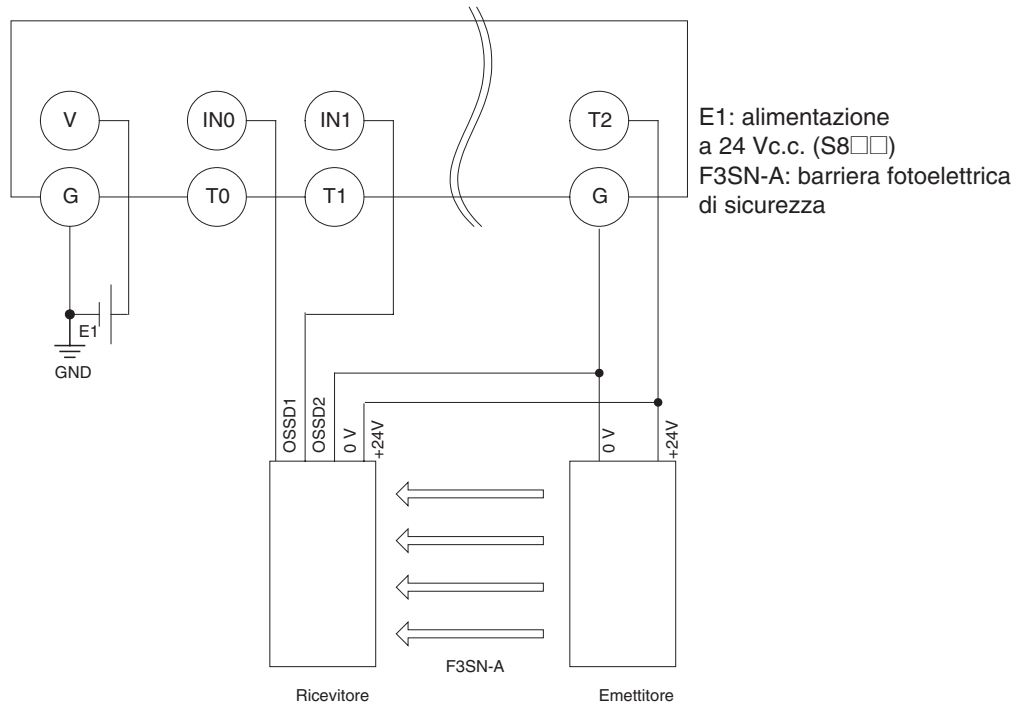 V
IN0
IN1
T2
G
T0
T1
G
E1: alimentazione
a 24 Vc.c. (S8□□)
F3SN-A: barriera fotoelettrica
di sicurezza
E1
GND
OSSD1
OSSD2
0 V
+24V
0 V
+24V
F3SN-A
Ricevitore
Emettitore